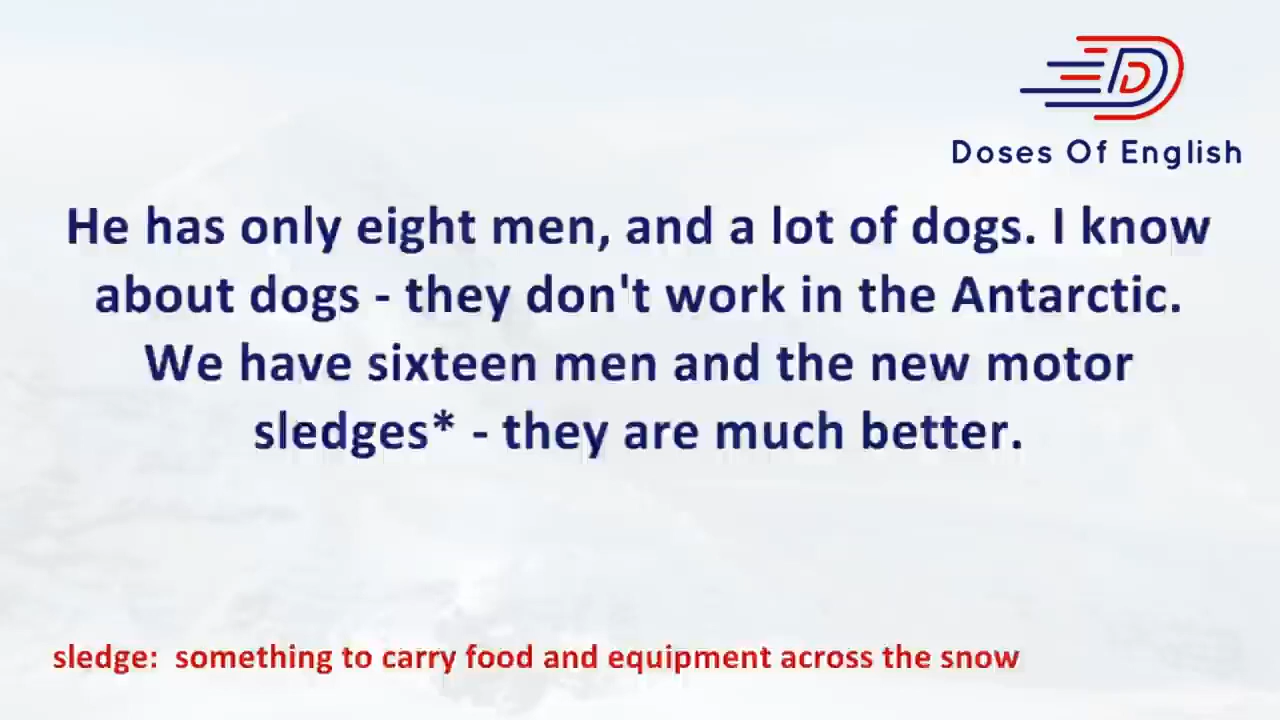 Doses Of English
He has only eight men, and a lot of dogs. I know
about dogs - they don't work in the Antarctic.
We have sixteen men and the new motor
sledges* - they are much better.
sledge:  something to carry food and equipment across the snow